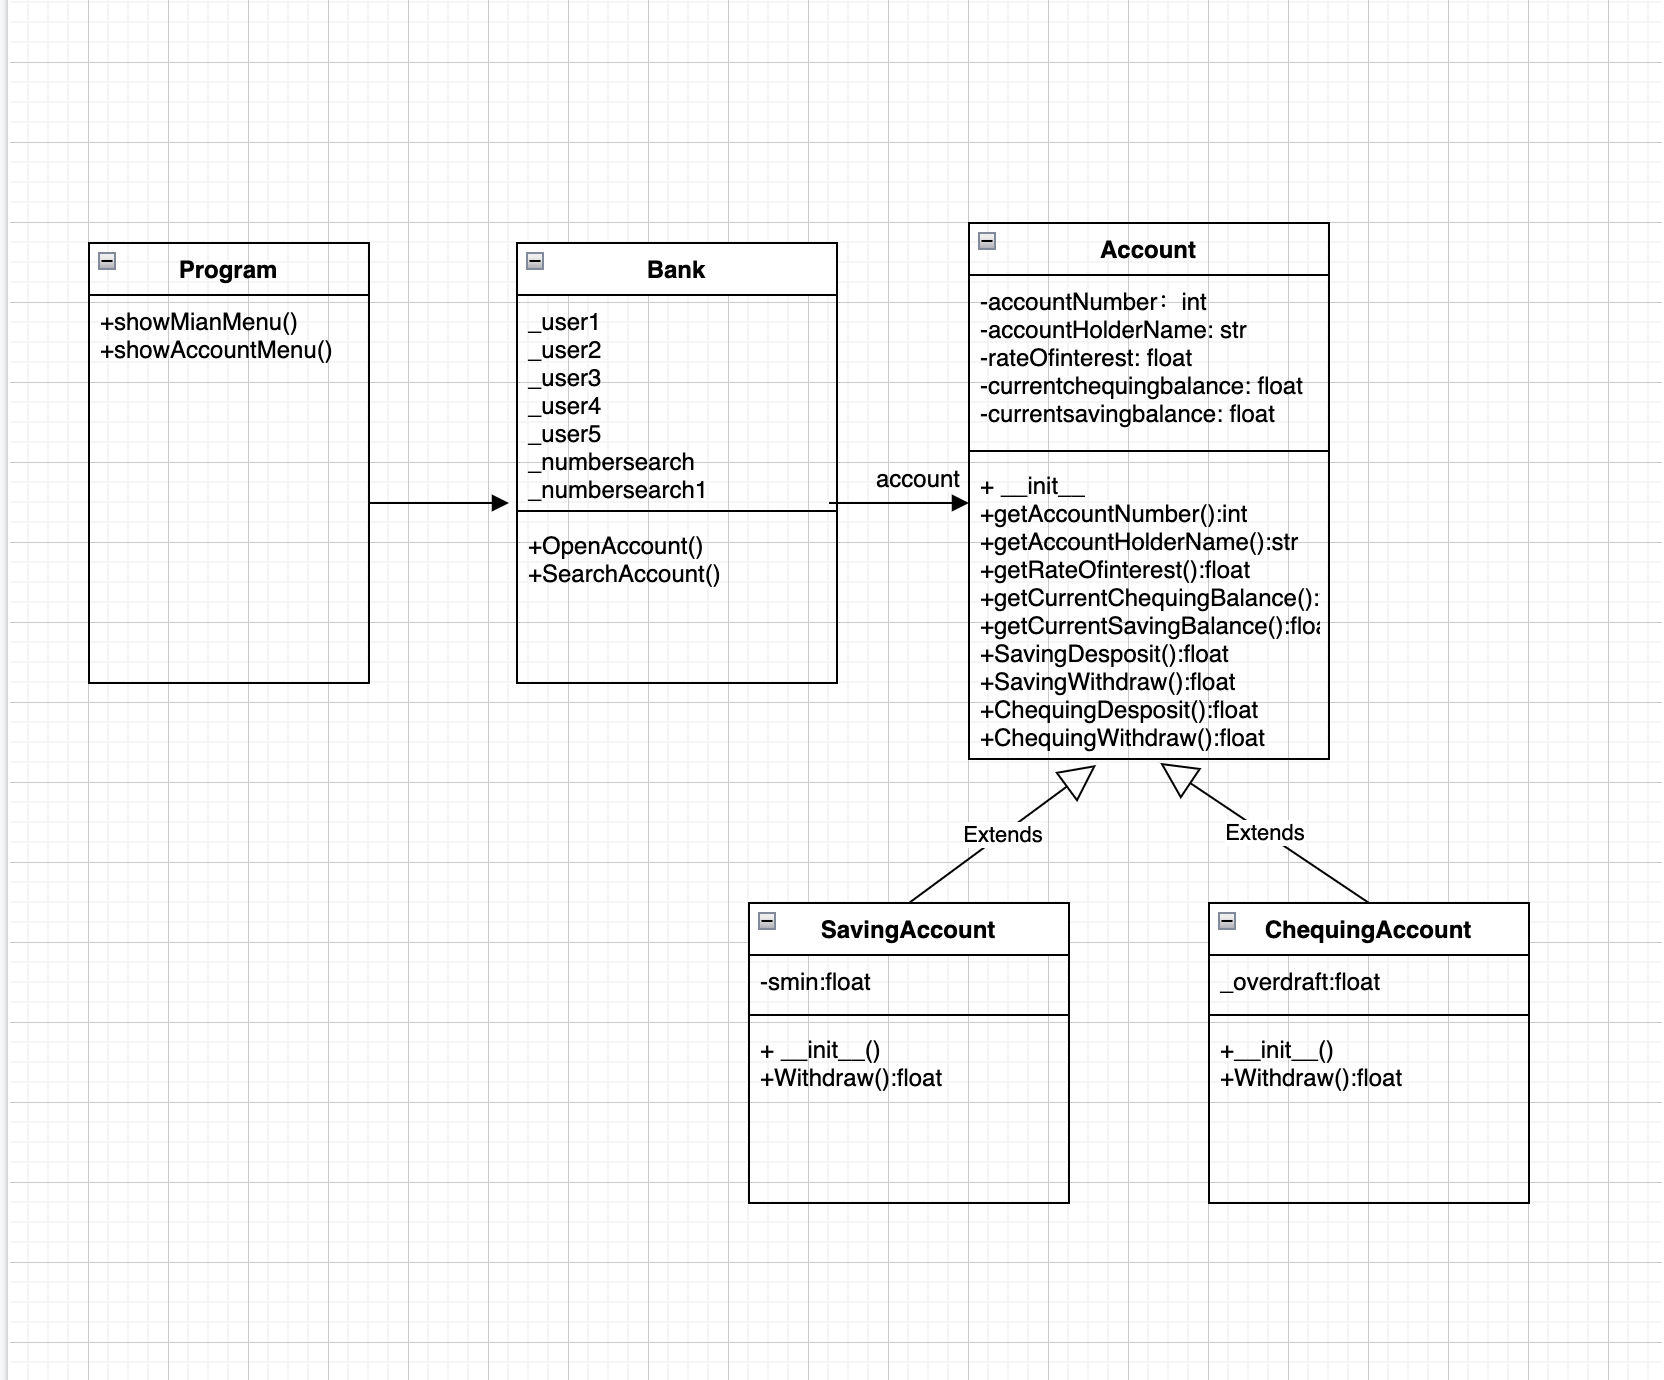 Program
+showMianMenu()
+showAccountMenu()
Bank
_user1
_user2
_user3
_user4
_user5
_numbersearch
_numbersearch1
+OpenAccount()
+SearchAccount()
account
Account
-accountNumber： int
-accountHolderName: str
-rateOfinterest: float
-currentchequingbalance: float
-currentsavingbalance: float
+ __init__
+getAccountNumber():int
+getAccountHolderName():str
+getRateOfinterest():float
+getCurrentChequingBalance():
+getCurrentSavingBalance():floa
+SavingDesposit():float
+SavingWithdraw():float
+ChequingDesposit():float
+ChequingWithdraw():float
Extends
Extends
SavingAccount
-smin:float
+ __init__()
+Withdraw():float
ChequingAccount
_overdraft:float
+__init__()
+Withdraw():float